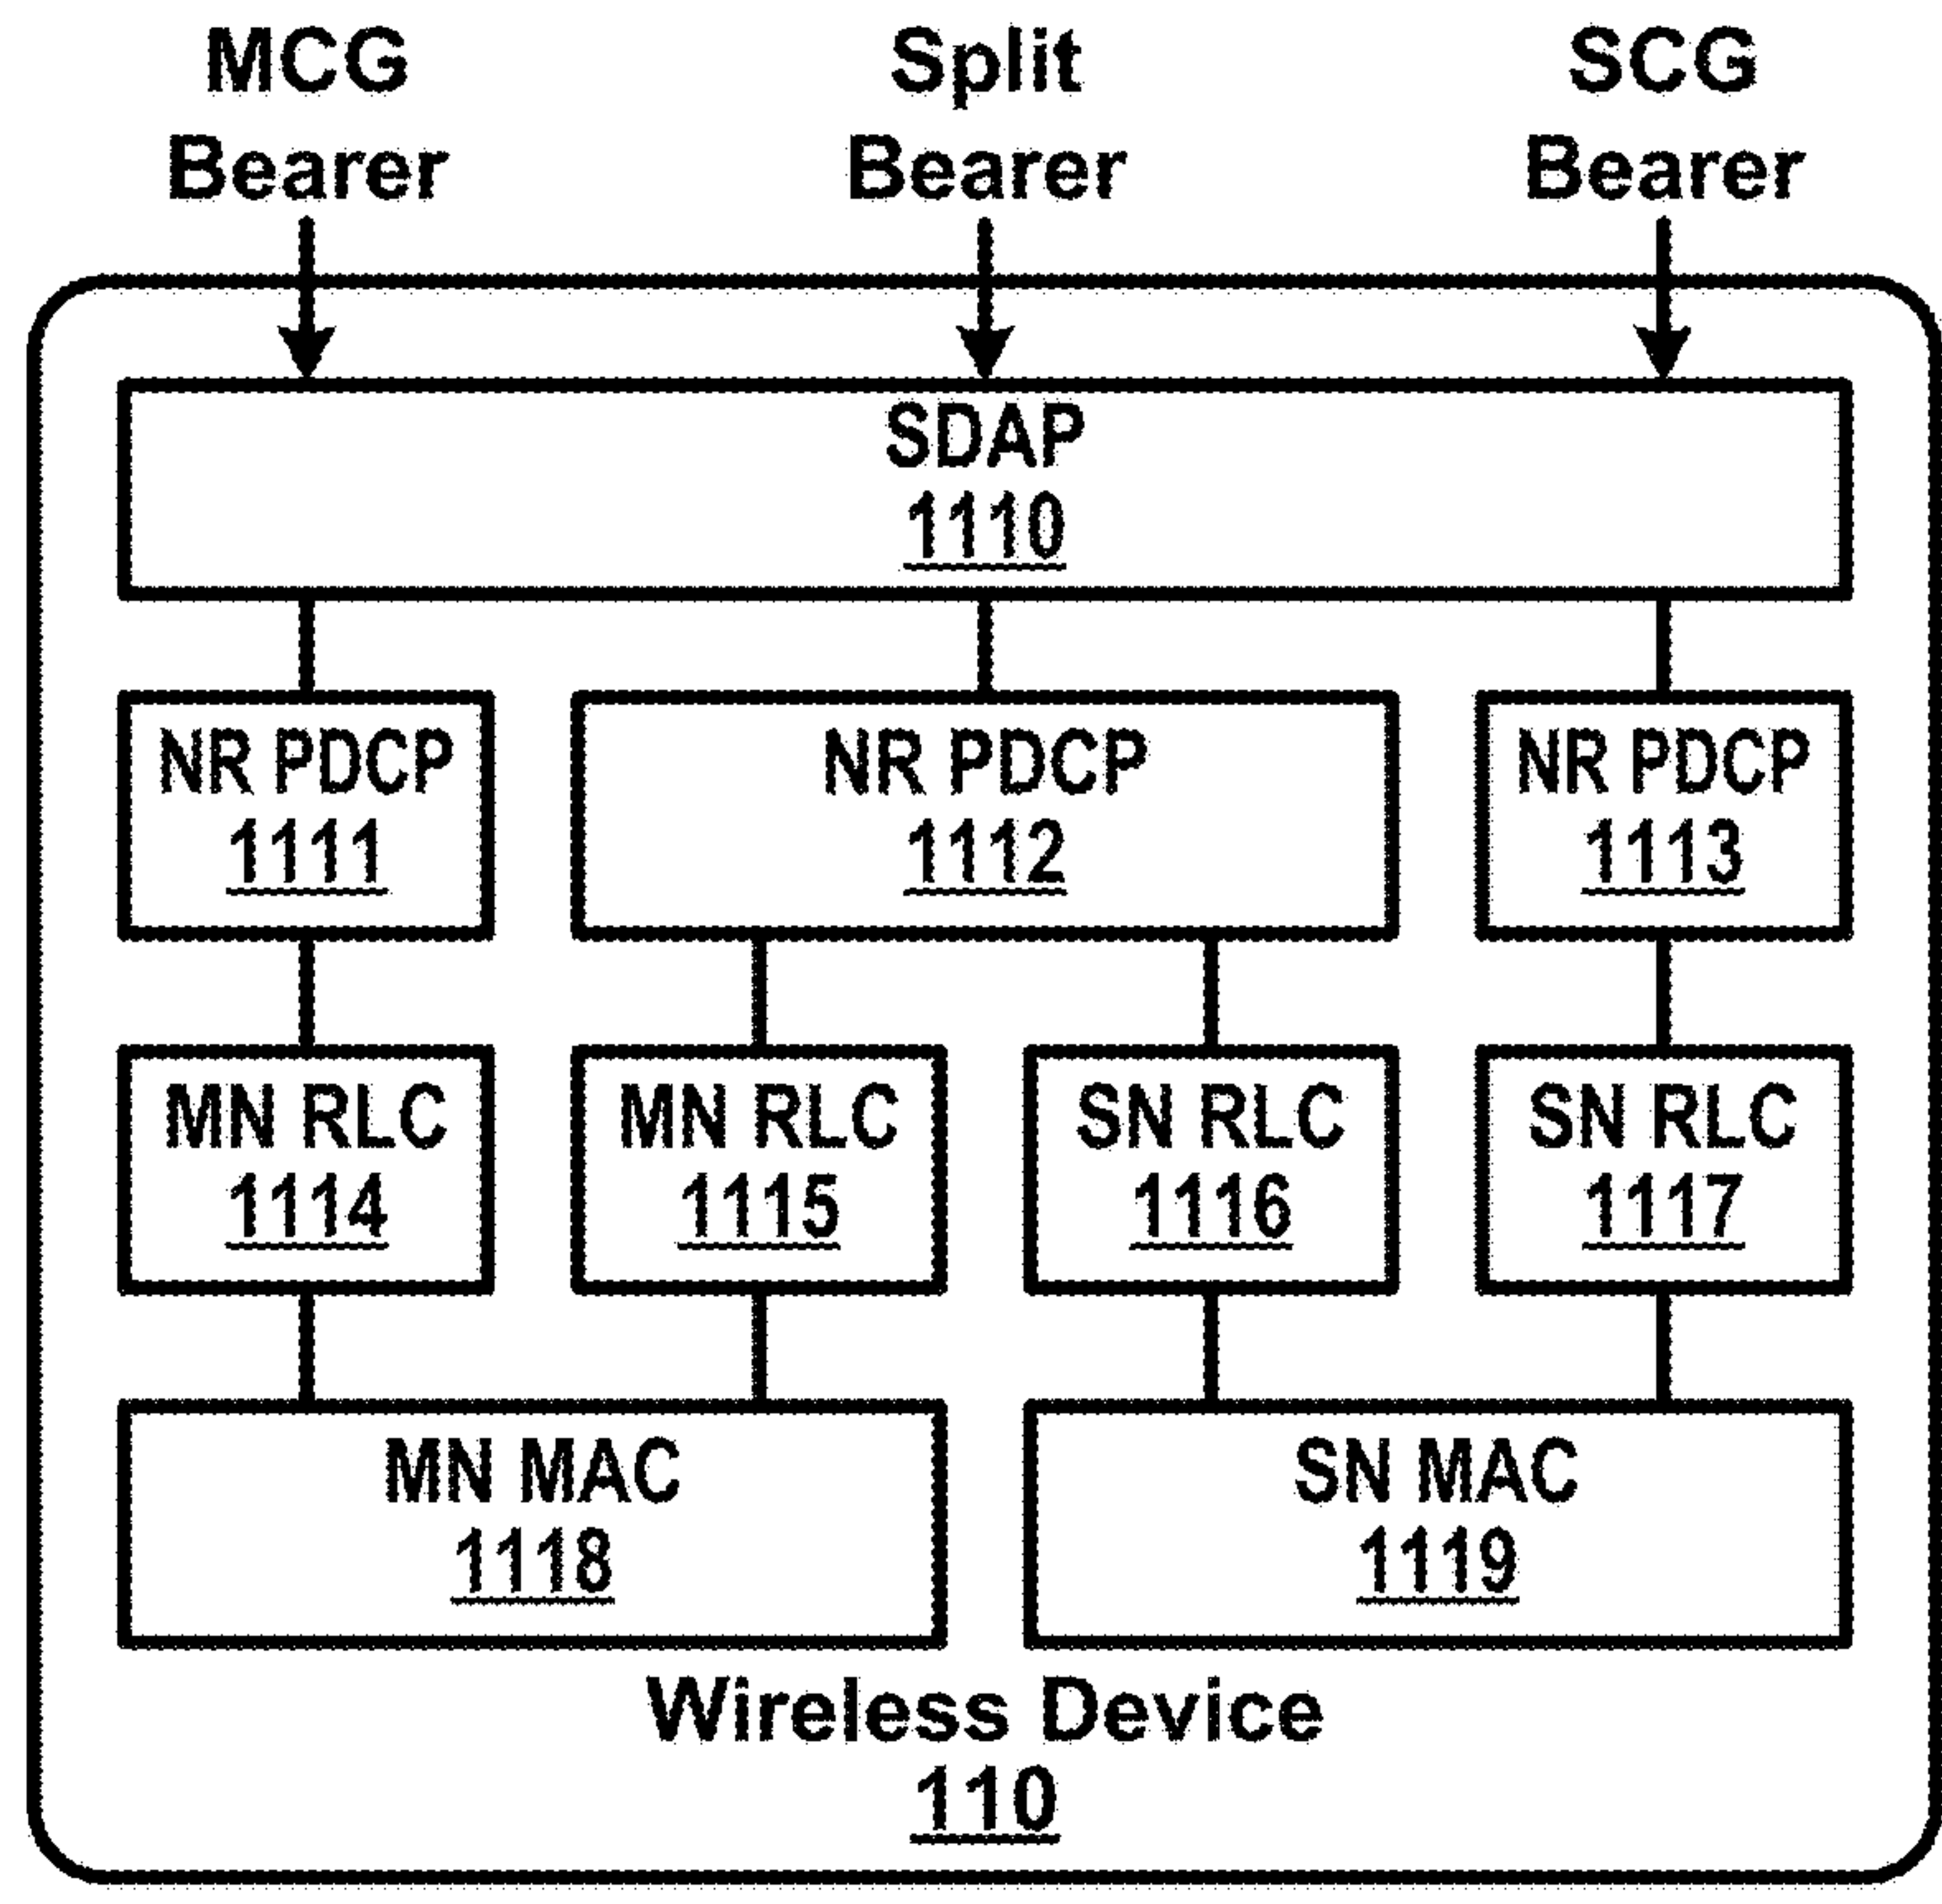 MCG
Bearer
Split
Bearer
SCG
Bearer
SDAP
1110
NR PDCP
1111
NR PDCP
1112
NR PDCP
1113
MN RLC
1114
MN RLC
1115
SN RLC
1116
SN RLC
1117
MN MAC
1118
SN MAC
1119
Wireless Device
110